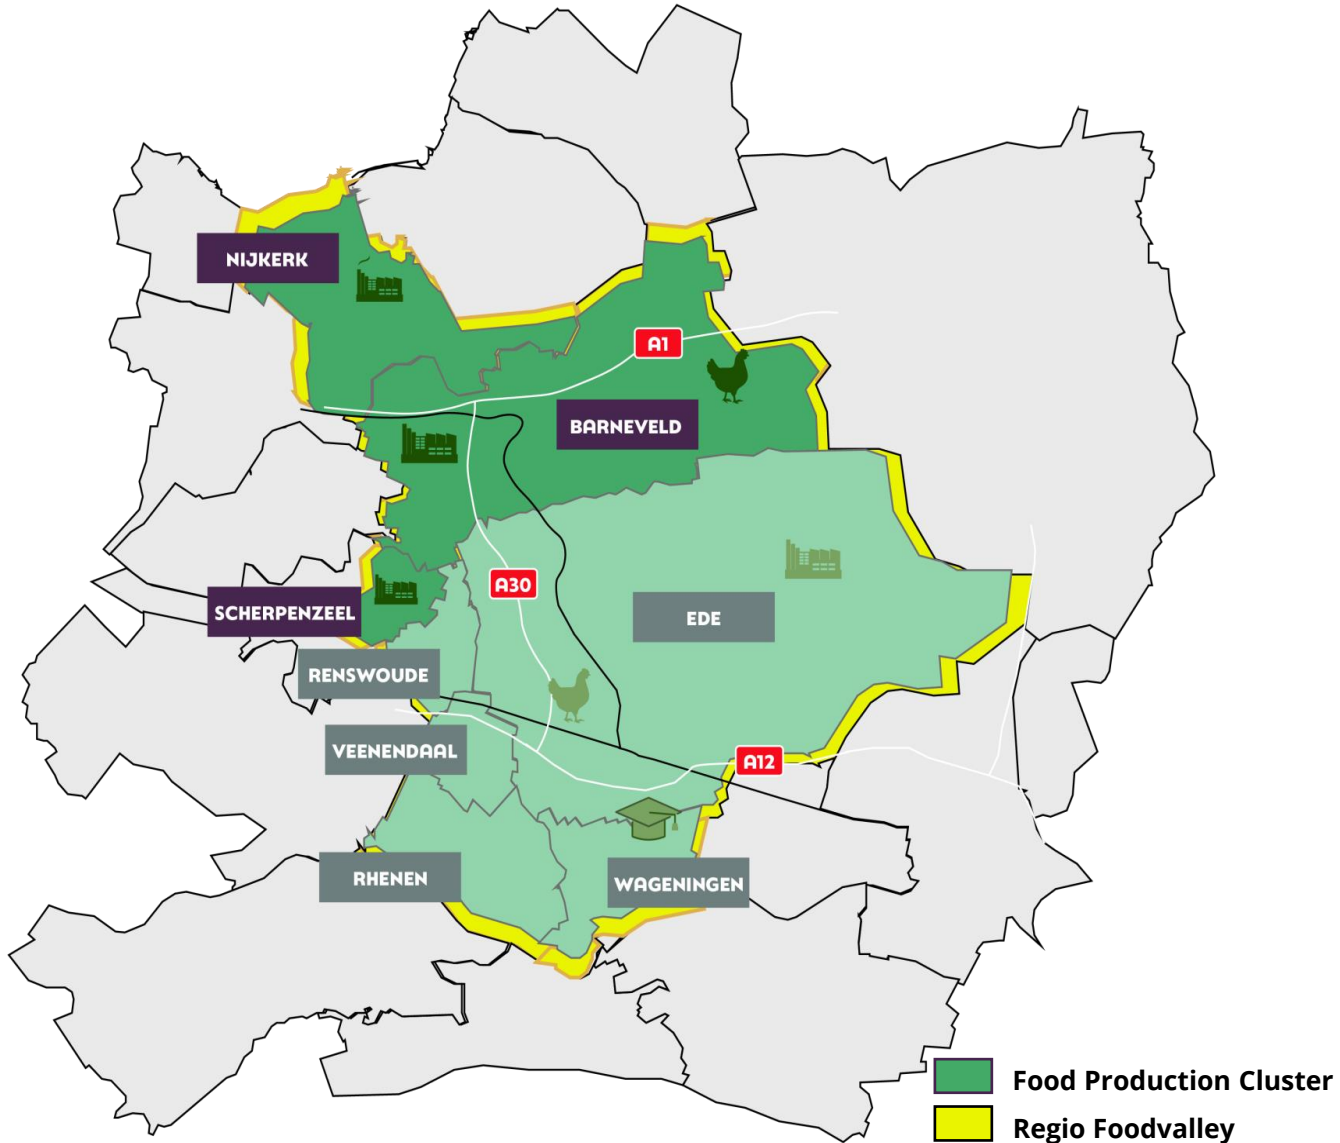 NIJKERK
A1
BARNEVELD
A30
SCHERPENZEEL
EDE
RENSWOUDE
VEENENDAAL
A12
RHENEN
WAGENINGEN
Food Production Cluster
Regio Foodvalley